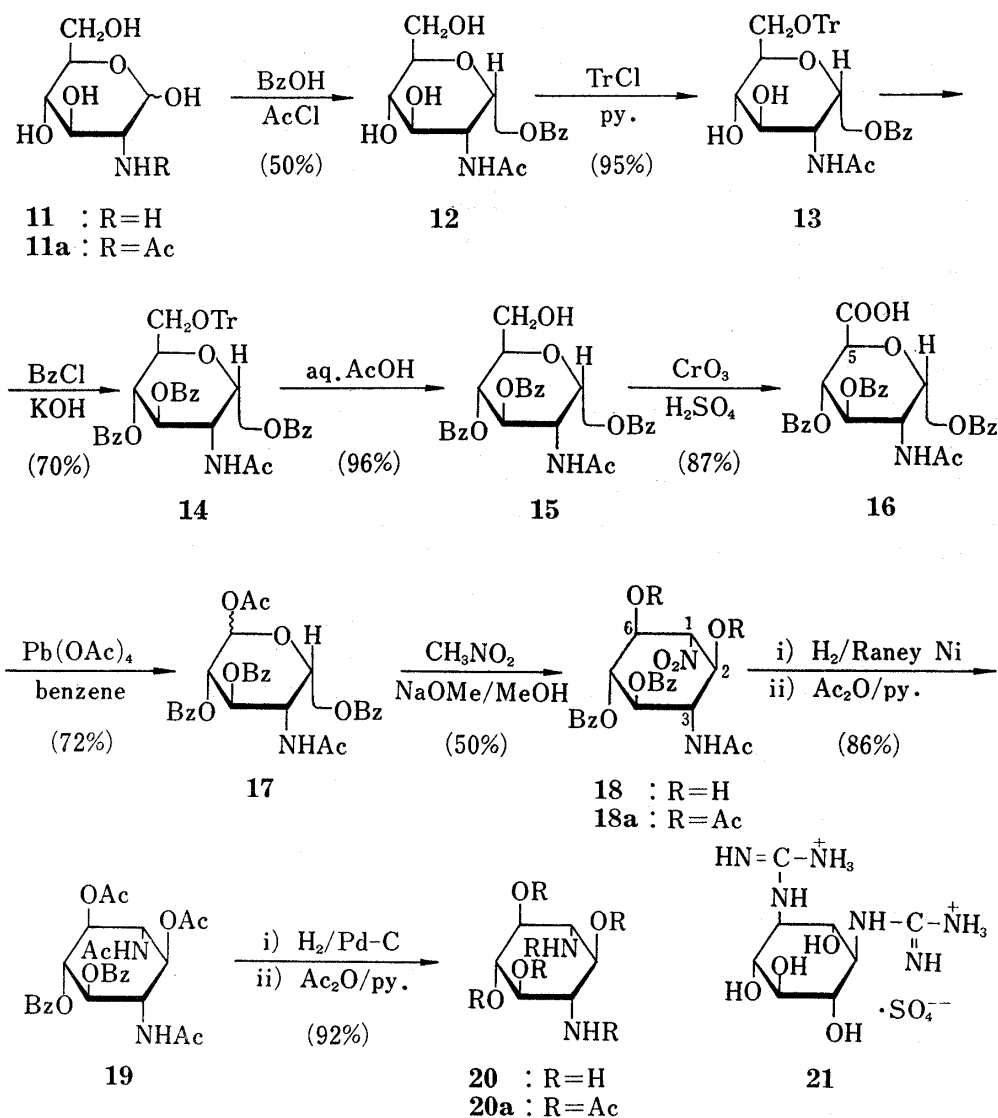 CH₂OH
O
OH
OH
HO
NHR
11 : R=H
11a : R=Ac
BzOH
AcCl
(50%)
CH₂OH
O H
OH
HO
OBz
NHAc
12
TrCl
py.
(95%)
CH₂OTr
O H
OH
HO
OBz
NHAc
13
BzCl
KOH
(70%)
CH₂OTr
O H
OBz
BzO
OBz
NHAc
14
aq.AcOH
(96%)
CH₂OH
O H
OBz
BzO
OBz
NHAc
15
CrO₃
H₂SO₄
(87%)
COOH
5
O H
OBz
BzO
OBz
NHAc
16
Pb(OAc)₄
benzene
(72%)
OAc
O H
OBz
BzO
OBz
NHAc
17
CH₃NO₂
NaOMe/MeOH
(50%)
OR
6 1 OR
O₂N
2
OBz
BzO
3
NHAc
18 : R=H
18a : R=Ac
i) H₂/Raney Ni
ii) Ac₂O/py.
(86%)
OAc
OAc
AcHN
OBz
BzO
NHAc
19
i) H₂/Pd-C
ii) Ac₂O/py.
(92%)
OR
OR
RHN
OR
RO
NHR
20 : R=H
20a : R=Ac
HN=C-N⁺H₃
NH
NH-C-N⁺H₃
NH
HO
OH
HO
OH
·SO₄⁻⁻
21